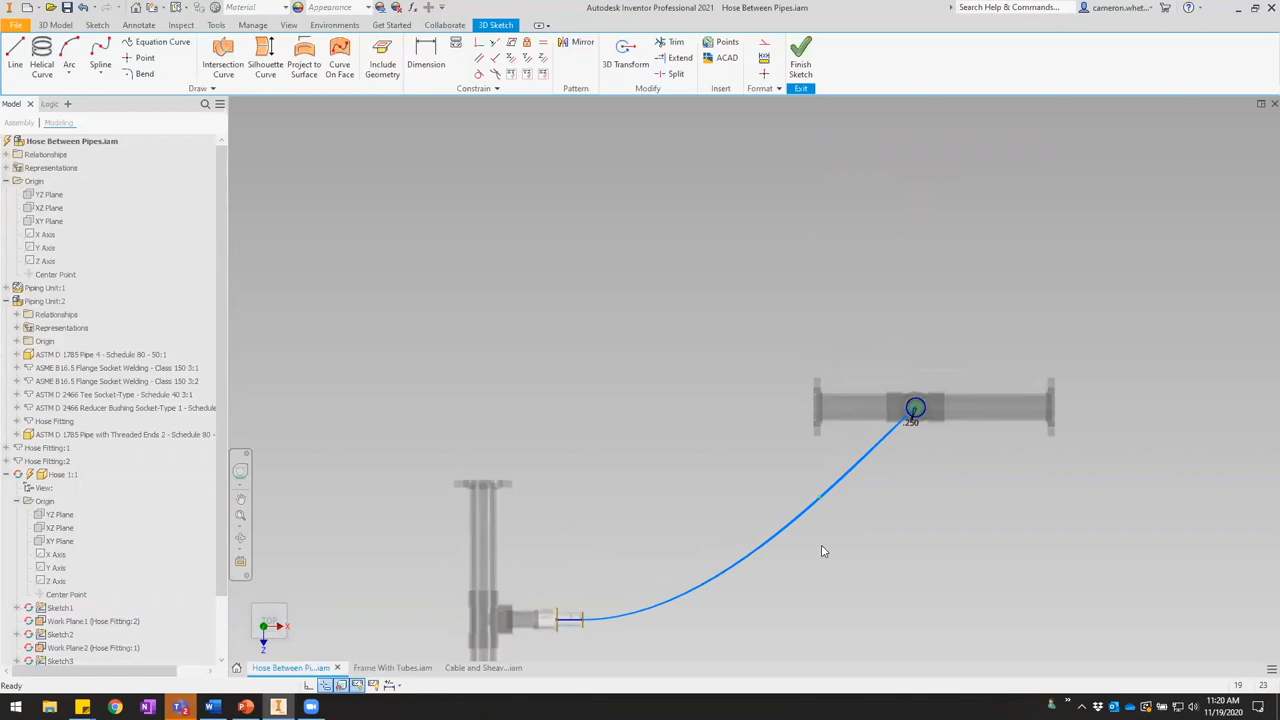 Material
Appearance
Autodesk Inventor Professional 2021 Hose Between Pipes.iam
Search Help & Commands...
cameron.whet...
File 3D Model Sketch Annotate Inspect Tools Manage View Environments Get Started Collaborate 3D Sketch
Line
Helical
Curve
Arc
Spline
Equation Curve
Point
Bend
Intersection
Curve
Silhouette
Curve
Project to
Surface
Curve
On Face
Include
Geometry
Dimension
Mirror
3D Transform
Trim
Extend
Split
Points
ACAD
Finish
Sketch
Draw
Constrain
Pattern
Modify
Insert
Format
Exit
Model Logic
Assembly Modeling
Hose Between Pipes.iam
Relationships
Representations
Origin
YZ Plane
XZ Plane
XY Plane
X Axis
Y Axis
Z Axis
Center Point
Piping Unit:1
Piping Unit:2
Relationships
Representations
Origin
ASTM D 1785 Pipe 4 - Schedule 80 - 50:1
ASME B16.5 Flange Socket Welding - Class 150 3:1
ASME B16.5 Flange Socket Welding - Class 150 3:2
ASTM D 2466 Tee Socket-Type - Schedule 40 3:1
ASTM D 2466 Reducer Bushing Socket-Type 1 - Schedule
Hose Fitting
ASTM D 1785 Pipe with Threaded Ends 2 - Schedule 80 -
Hose Fitting:1
Hose Fitting:2
Hose 1:1
View:
Origin
YZ Plane
XZ Plane
XY Plane
X Axis
Y Axis
Z Axis
Center Point
Sketch1
Work Plane1 (Hose Fitting:2)
Sketch2
Work Plane2 (Hose Fitting:1)
Sketch3
.250
TOP
X
Z
Hose Between Pi...iam
Frame With Tubes.iam
Cable and Sheav...iam
Ready
19 23
11:20 AM
11/19/2020